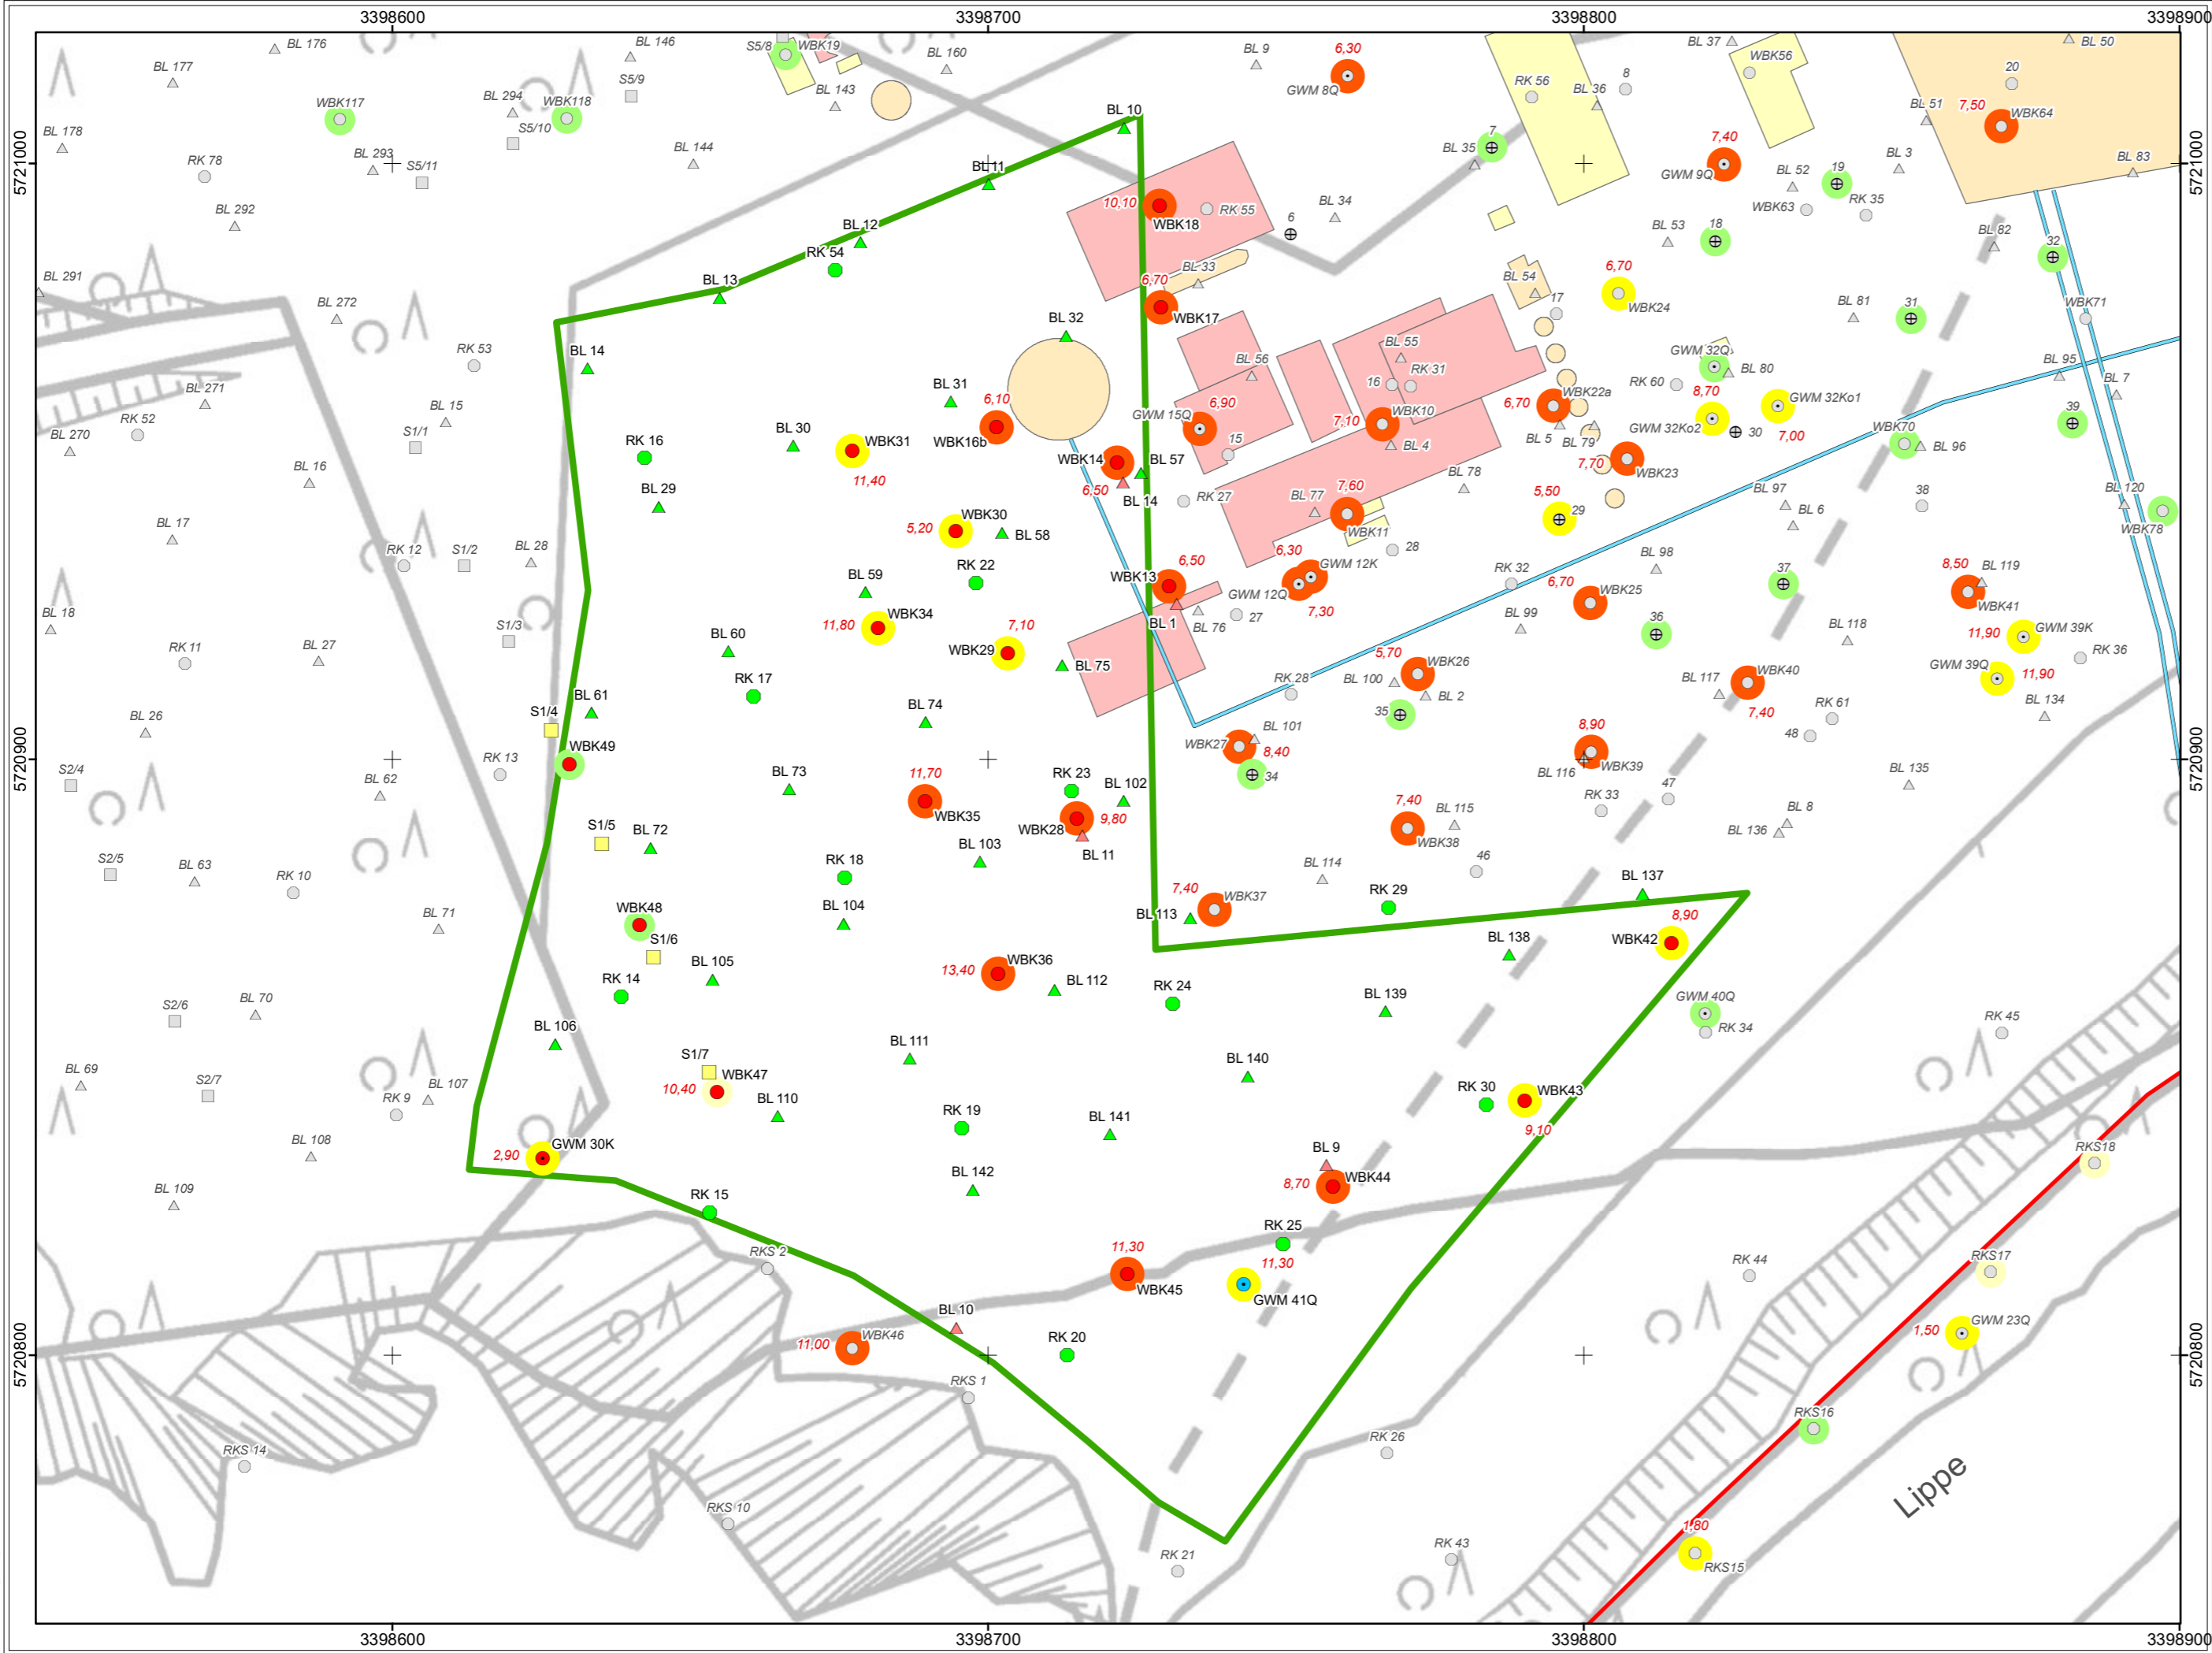 3398600
3398700
3398800
3398900
BL 176
BL 177
BL 178
WBK117
BL 294
WBK118
S5/10
BL 293
S5/11
RK 78
BL 292
BL 146
S5/9
S5/8
WBK19
BL 143
BL 144
BL 160
BL 9
6,30
GWM 8Q
BL 10
BL 11
BL 12
RK 54
BL 13
10,10
WBK18
RK 55
6
BL 34
BL 35
7
RK 56
BL 36
8
BL 37
WBK56
7,40
GWM 9Q
BL 52
WBK63
19
RK 35
BL 3
BL 51
20
BL 50
7,50
WBK64
BL 83
5721000
5721000
BL 53
18
BL 82
32
BL 291
BL 272
BL 271
RK 52
BL 270
RK 53
BL 15
S1/1
BL 16
BL 14
BL 32
BL 31
6,10
WBK16b
6,70
WBK17
BL 33
BL 56
BL 55
RK 31
16
BL 54
17
6,70
WBK24
BL 81
31
WBK71
GWM 32Q
BL 80
RK 60
8,70
GWM 32Ko1
7,00
GWM 32Ko2
30
BL 95
BL 7
39
WBK70
BL 96
6,70
WBK22a
BL 5
BL 79
7,70
WBK23
7,10
WBK10
BL 4
GWM 15Q
6,90
15
RK 16
BL 30
WBK31
11,40
WBK14
6,50
BL 57
BL 14
RK 27
BL 77
7,60
WBK11
BL 78
5,50
29
28
BL 97
BL 6
38
BL 120
WBK78
BL 29
5,20
WBK30
BL 58
BL 17
RK 12
S1/2
BL 28
BL 18
S1/3
RK 11
BL 27
BL 59
RK 22
WBK13
6,50
BL 1
BL 76
27
6,30
GWM 12K
GWM 12Q
7,30
RK 32
BL 99
6,70
WBK25
BL 98
36
37
8,50
BL 119
WBK41
11,90
GWM 39K
RK 36
GWM 39Q
11,90
BL 134
BL 118
11,80
WBK34
7,10
WBK29
BL 60
RK 17
BL 75
BL 61
S1/4
WBK49
BL 74
BL 26
RK 13
S2/4
BL 62
RK 28
5,70
WBK26
BL 100
BL 2
35
BL 101
WBK27
8,40
34
BL 117
WBK40
7,40
RK 61
48
8,90
BL 116
WBK39
47
RK 33
BL 135
BL 8
BL 136
5720900
5720900
BL 73
11,70
WBK35
RK 23
BL 102
WBK28
9,80
BL 11
BL 103
S1/5
BL 72
RK 18
BL 104
S2/5
BL 63
RK 10
BL 71
7,40
WBK38
BL 115
46
BL 114
7,40
WBK37
BL 113
RK 29
BL 137
8,90
WBK42
BL 138
WBK48
S1/6
BL 105
RK 14
13,40
WBK36
BL 112
RK 24
BL 139
GWM 40Q
RK 34
RK 45
S2/6
BL 70
BL 69
S2/7
BL 107
RK 9
BL 108
BL 109
BL 106
S1/7
WBK47
10,40
BL 110
BL 111
RK 19
BL 140
BL 141
BL 142
RK 30
WBK43
9,10
2,90
GWM 30K
RK 15
BL 9
WBK44
8,70
RK 25
11,30
GWM 41Q
11,30
WBK45
BL 10
WBK46
11,00
RK 20
RKS 2
RKS 1
RKS 14
RKS 10
RK 21
RK 26
RK 43
RK 44
RKS18
RKS17
GWM 23Q
1,50
RKS16
1,80
RKS15
Lippe
5720800
5720800
3398600
3398700
3398800
3398900